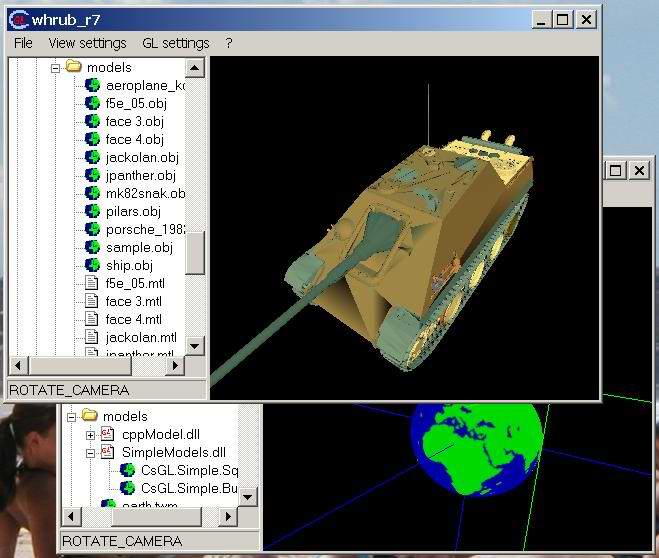 whrub_r7
File View settings GL settings ?
models
f5e_05.obj
face 3.obj
face 4.obj
jackolan.obj
jpanther.obj
mk82snak.ob
pilars.obj
porsche_198
sample.obj
ship.obj
f5e_05.mtl
face 3.mtl
face 4.mtl
jackolan.mtl
jpanther.mtl
ROTATE_CAMERA
models
cppModel.dll
SimpleModels.dll
CsGL.Simple.Sq
CsGL.Simple.Bu
earth.twm
ROTATE_CAMERA